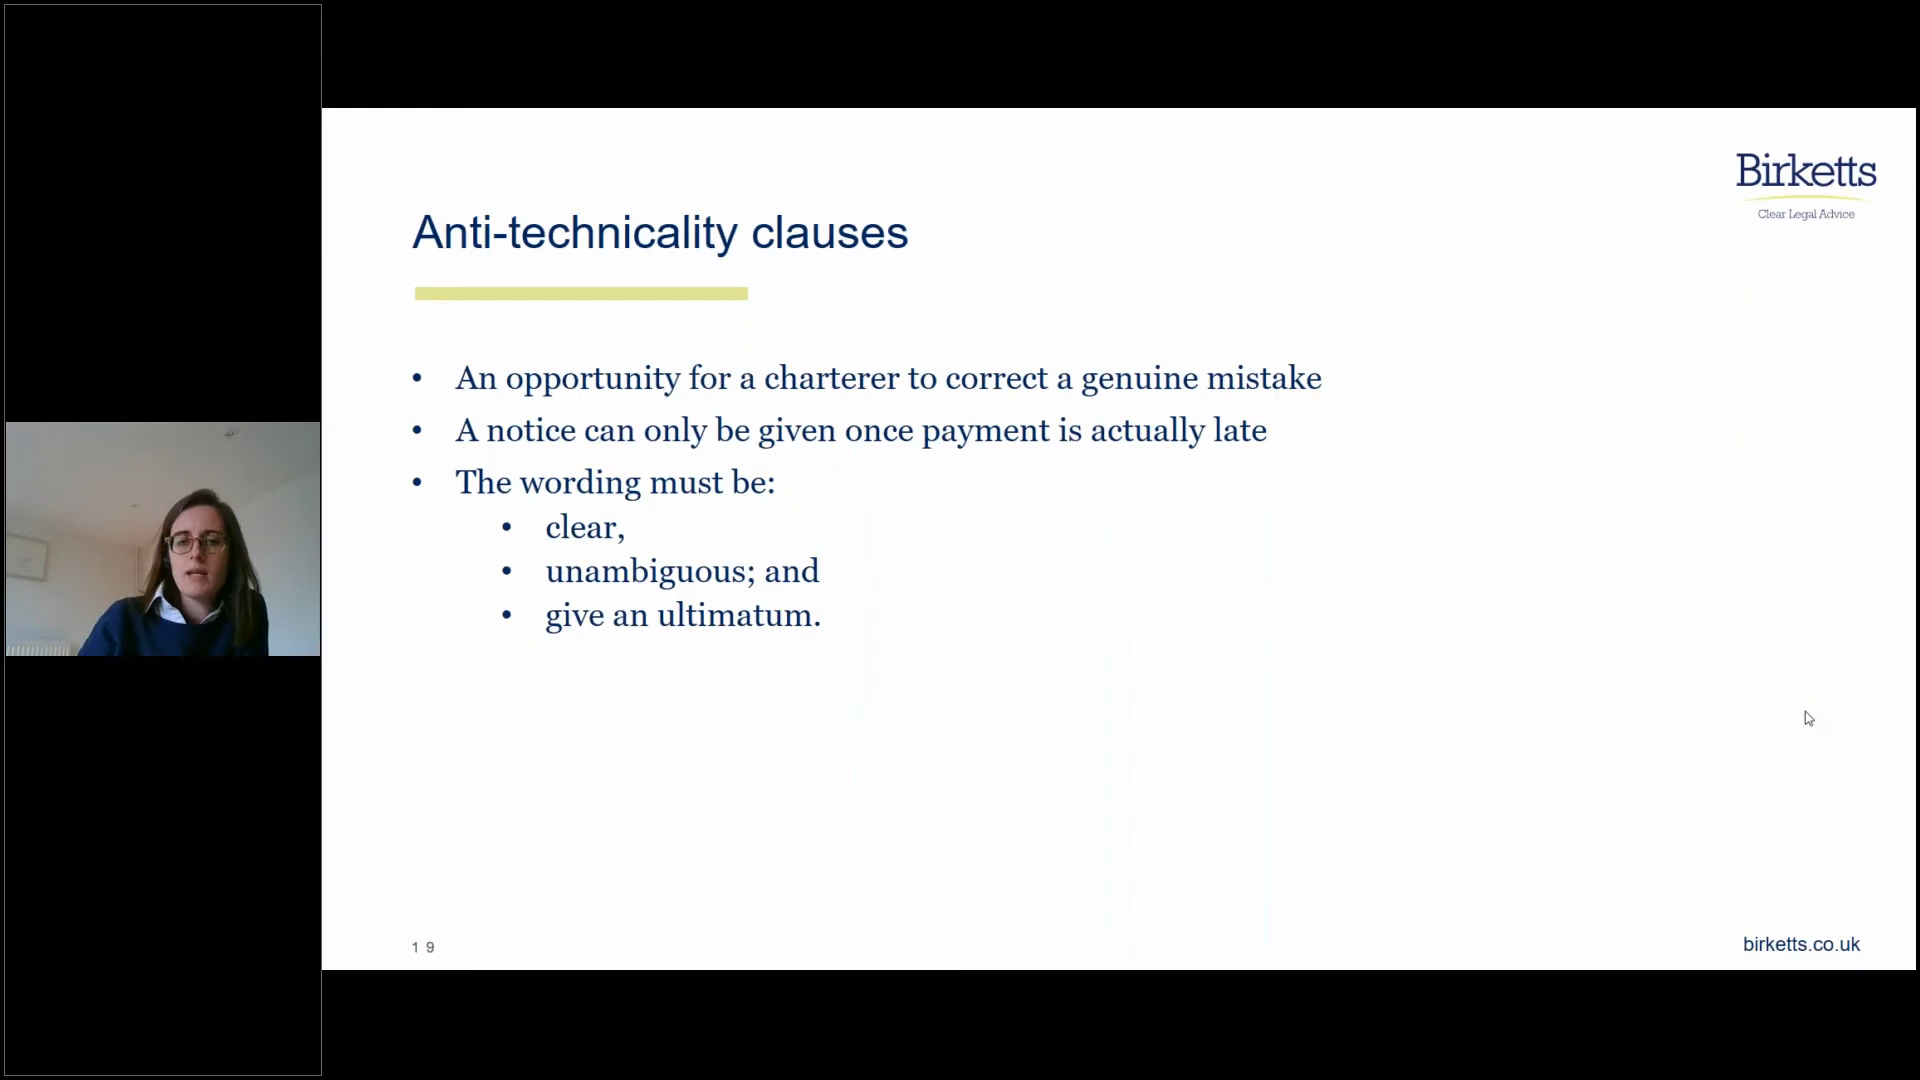 Birketts
Clear Legal Advice
Anti-technicality clauses
• An opportunity for a charterer to correct a genuine mistake
• A notice can only be given once payment is actually late
• The wording must be:
• clear,
• unambiguous; and
• give an ultimatum.
19
birketts.co.uk